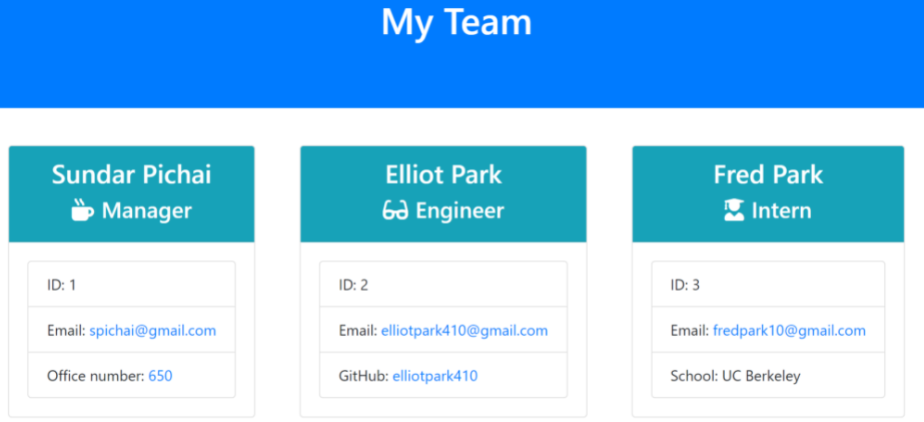 My Team
Sundar Pichai
Manager
ID: 1
Email: spichai@gmail.com
Office number: 650
Elliot Park
Engineer
ID: 2
Email: elliotpark410@gmail.com
GitHub: elliotpark410
Fred Park
Intern
ID: 3
Email: fredpark10@gmail.com
School: UC Berkeley